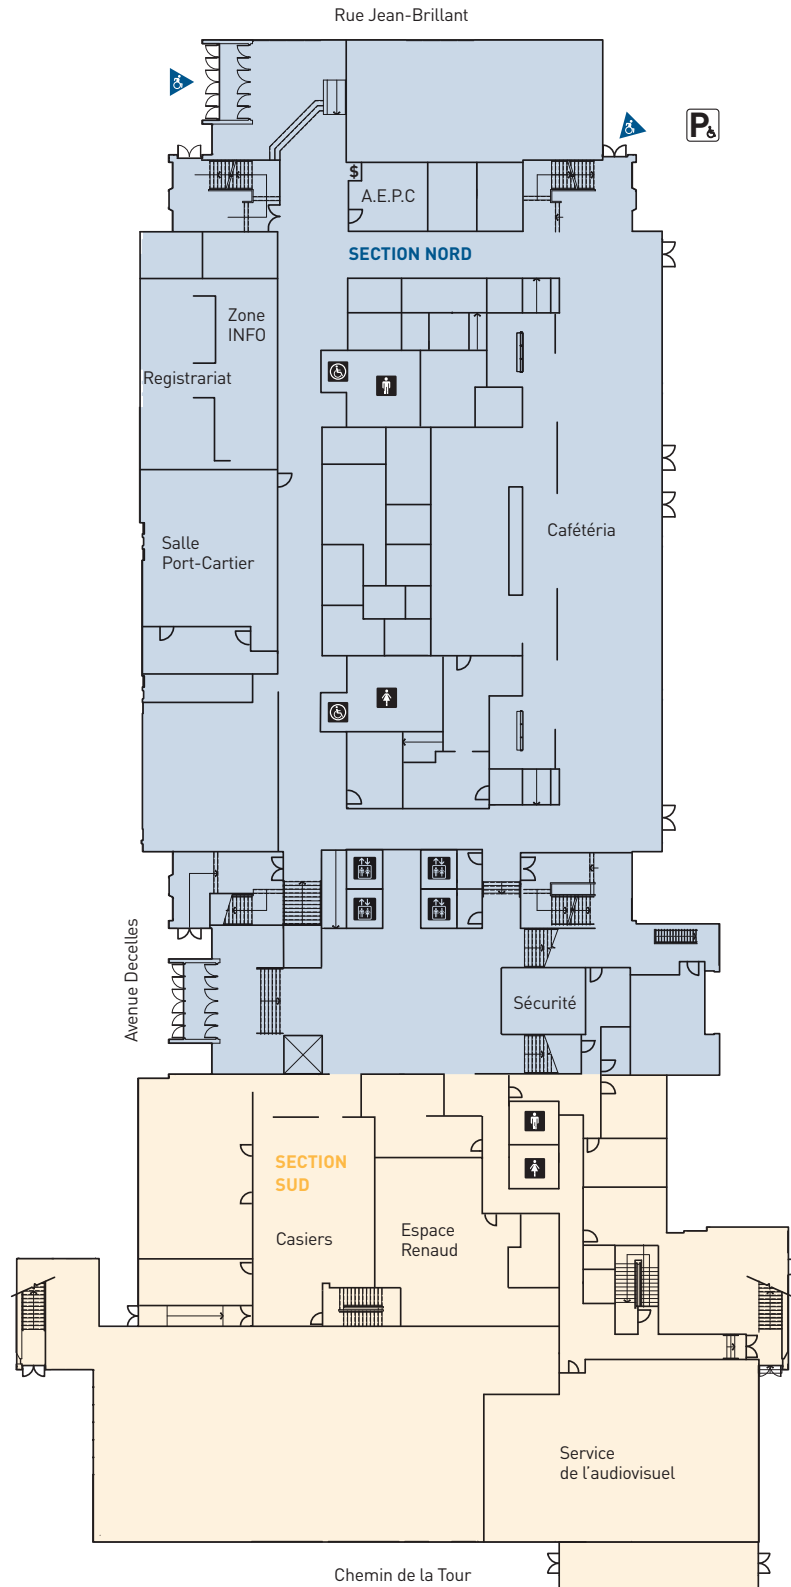 Rue Jean-Brillant
P
$
A.E.P.C
SECTION NORD
Zone
INFO
Registrariat
Salle
Port-Cartier
Cafétéria
Avenue Decelles
Sécurité
SECTION
SUD
Casiers
Espace
Renaud
Service
de l'audiovisuel
Chemin de la Tour